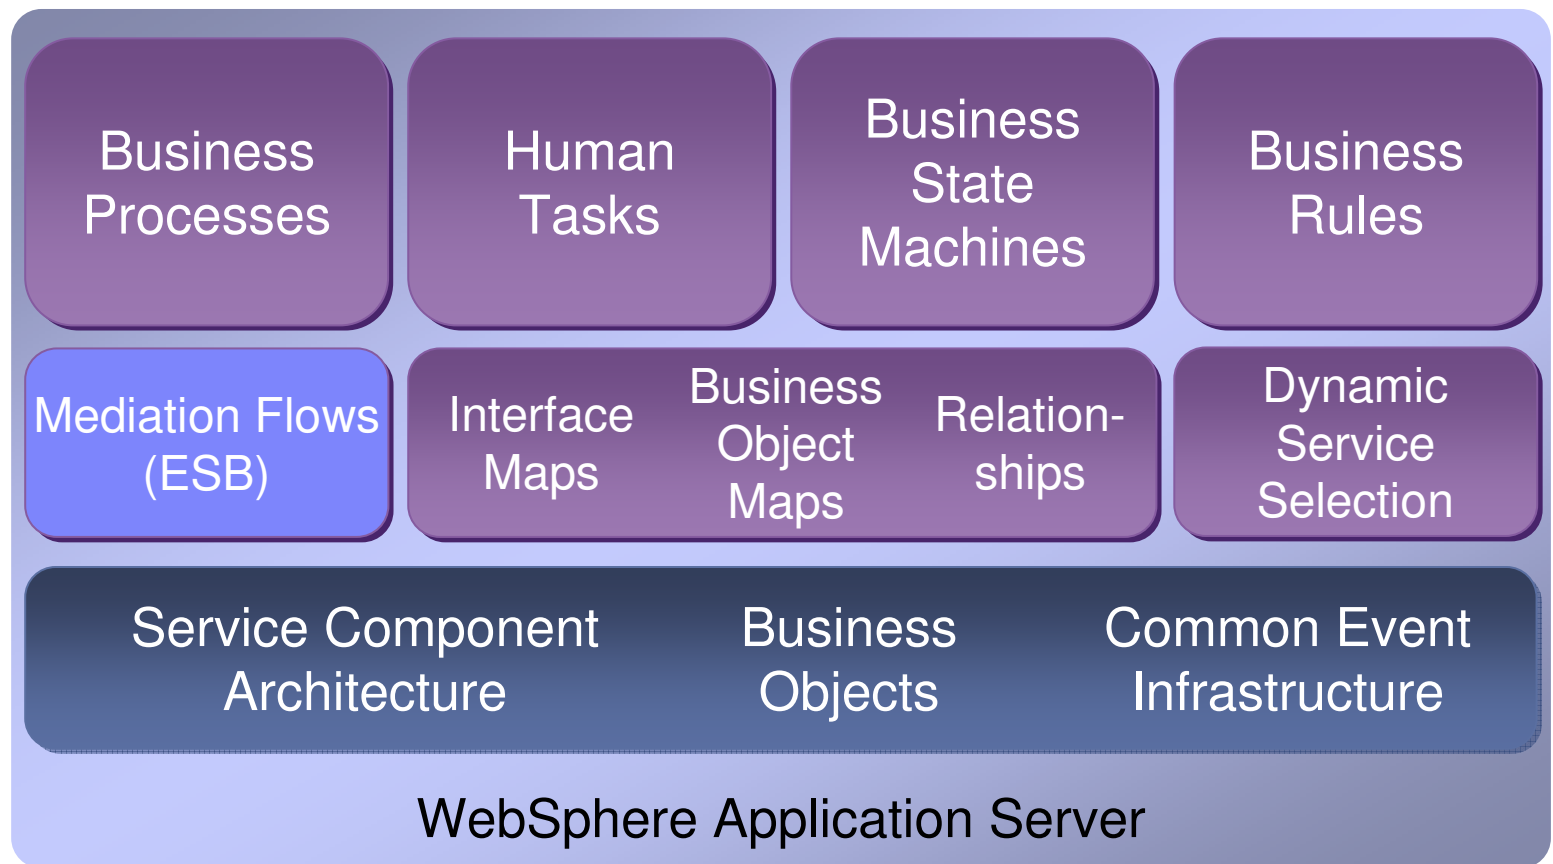 Business
Processes
Human
Tasks
Business
State
Machines
Business
Rules
Mediation Flows
(ESB)
Interface
Maps
Business
Object
Maps
Relation-
ships
Dynamic
Service
Selection
Service Component
Architecture
Business
Objects
Common Event
Infrastructure
WebSphere Application Server